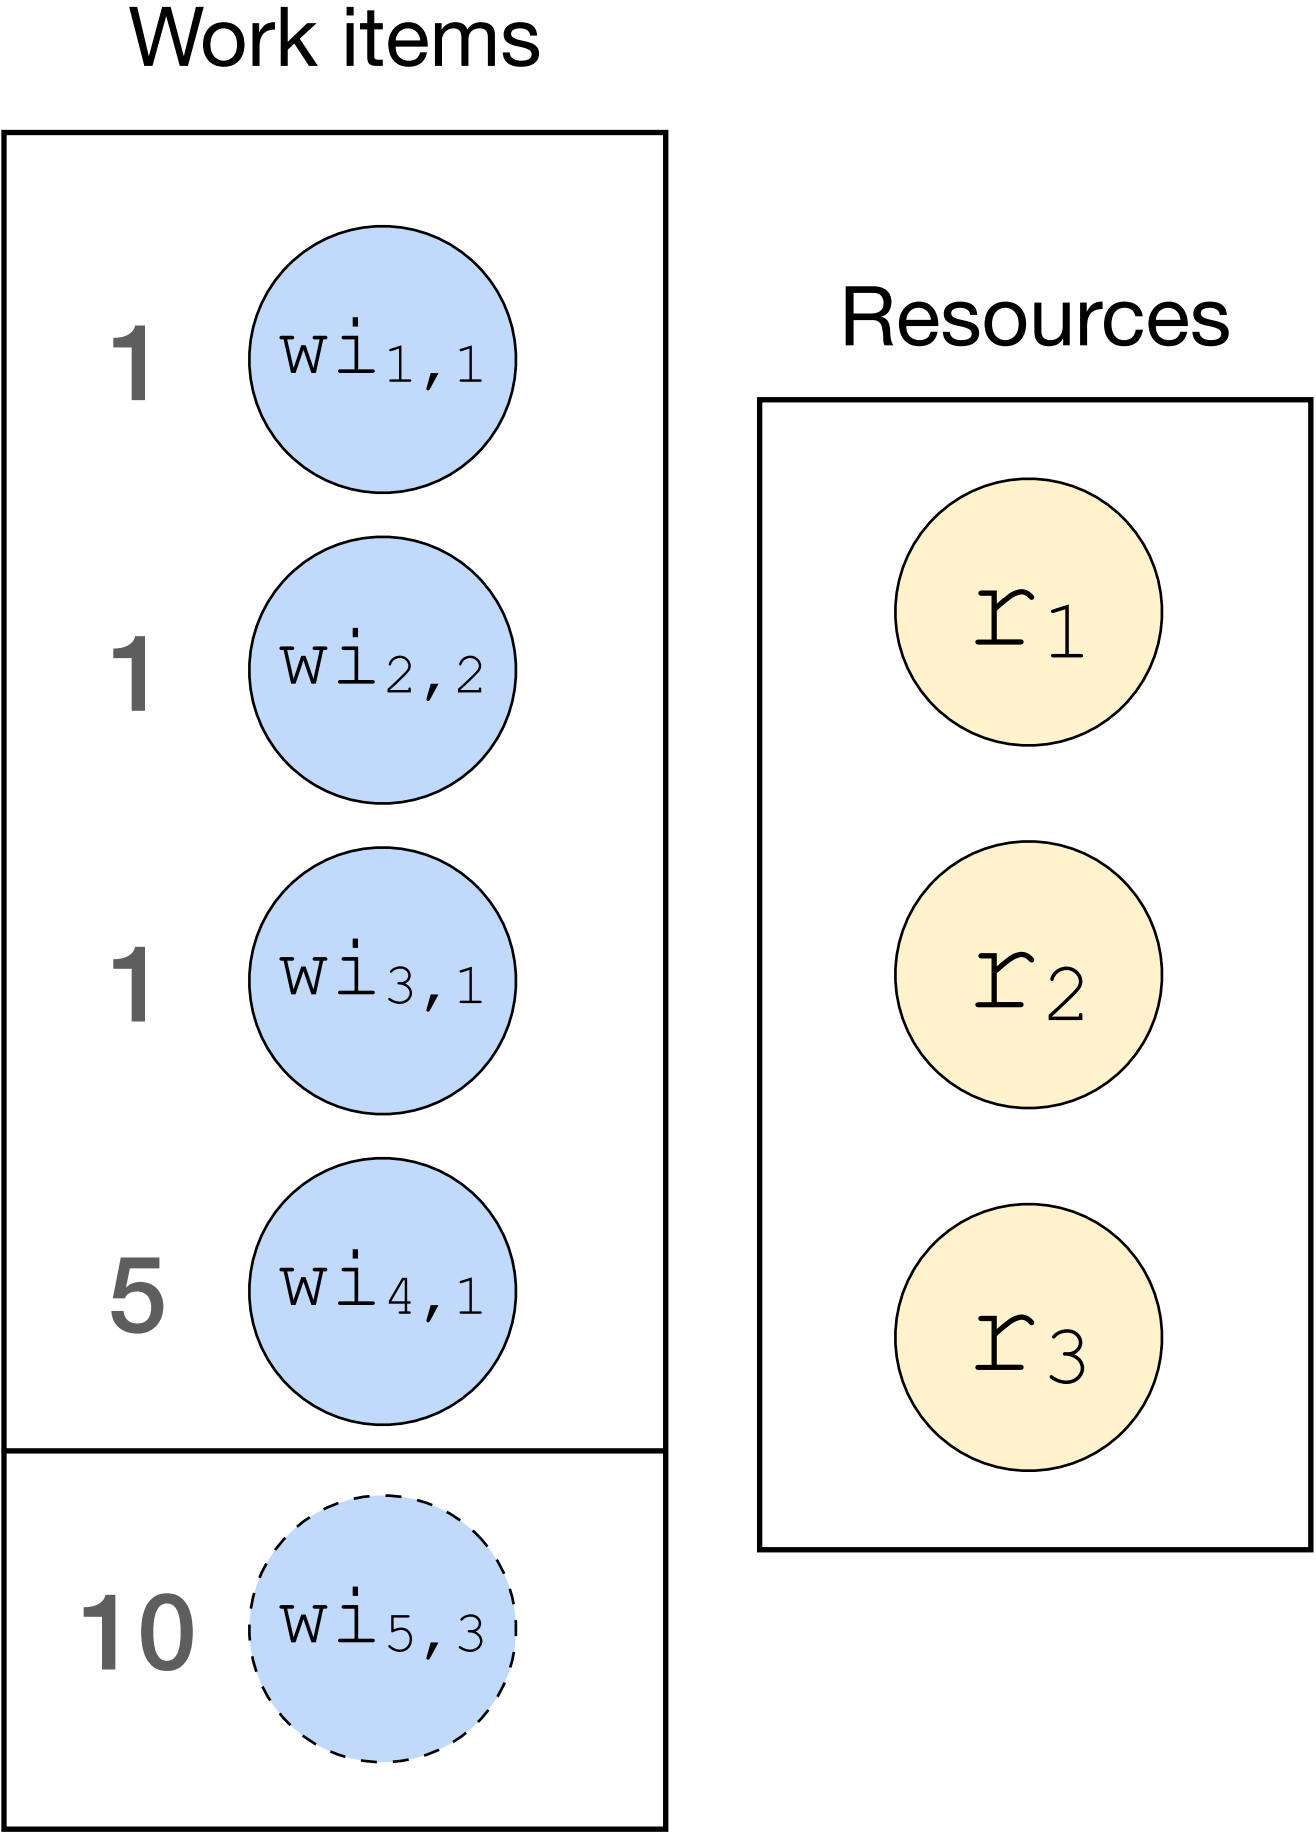 Work items
1 wi1,1
1 wi2,2
1 wi3,1
5 wi4,1
10 wi5,3
Resources
r1
r2
r3